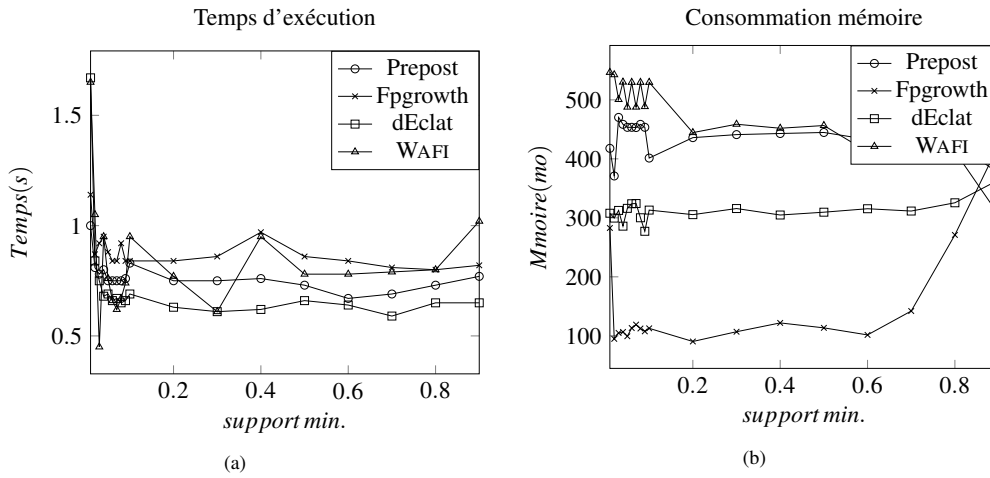 Temps d'exécution
Prepost
Fpgrowth
dEclat
WAFI
1.5
1
0.5
Temps(s)
0.2 0.4 0.6 0.8
support min.
(a)
Consommation mémoire
Prepost
Fpgrowth
dEclat
WAFI
500
400
300
200
100
Mmoire(mo)
0.2 0.4 0.6 0.8
support min.
(b)